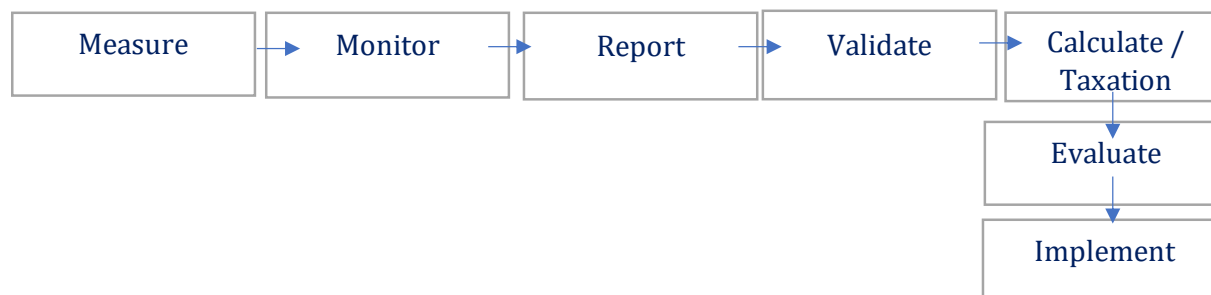 Measure
Monitor
Report
Validate
Calculate /
Taxation
Evaluate
Implement